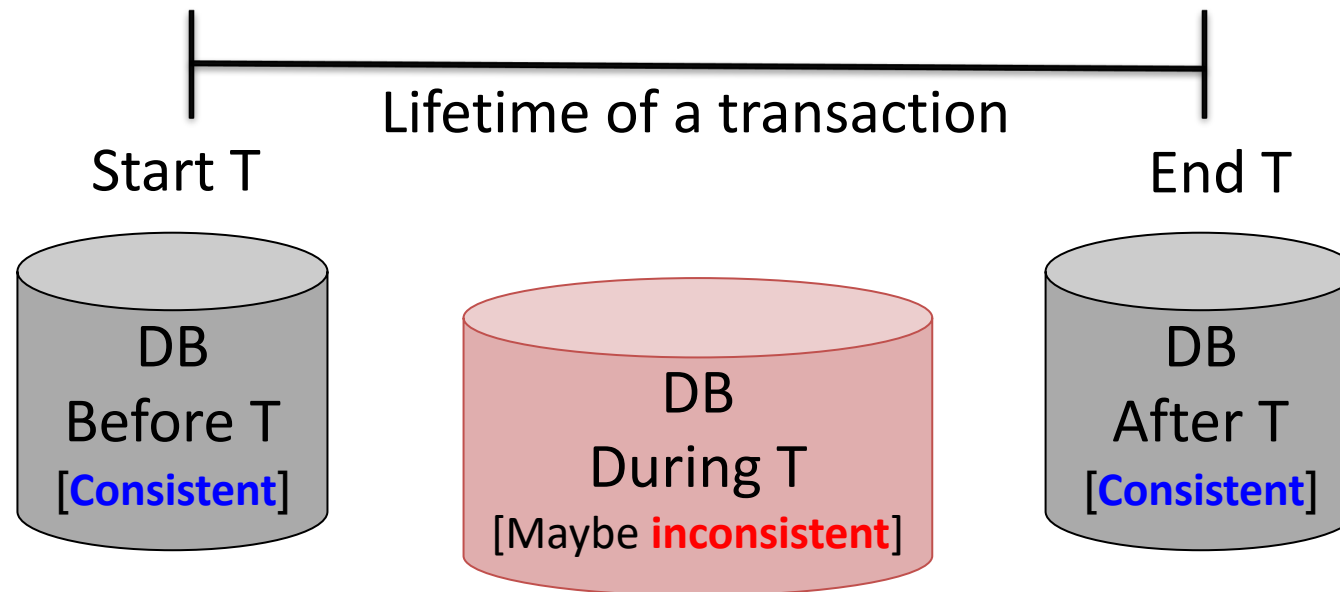 Lifetime of a transaction
Start T
End T
DB
Before T
[Consistent]
DB
During T
[Maybe inconsistent]
DB
After T
[Consistent]